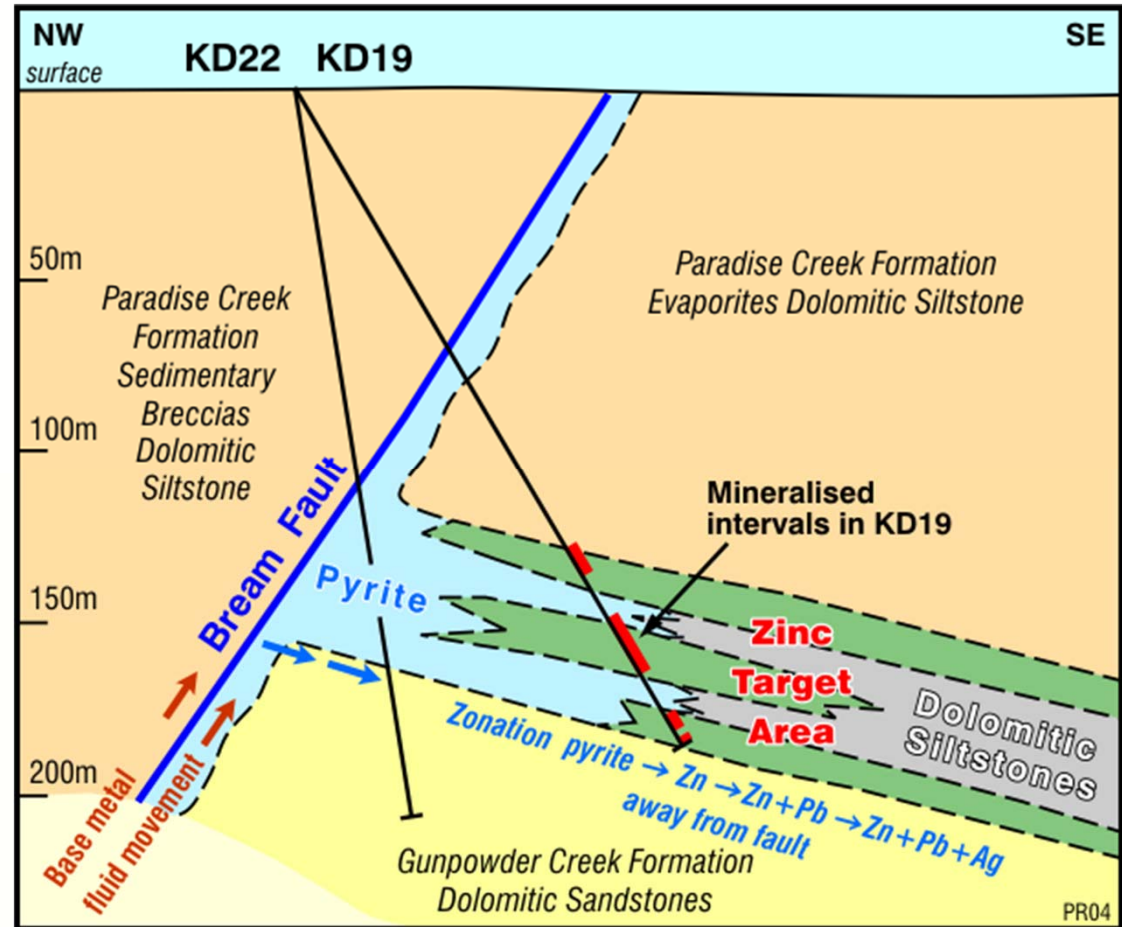 NW
surface
KD22 KD19
SE
50m
100m
150m
200m
Paradise Creek
Formation
Sedimentary
Breccias
Dolomitic
Siltstone
Paradise Creek Formation
Evaporites Dolomitic Siltstone
Mineralised
intervals in KD19
Bream Fault
Pyrite
Zinc
Target
Area
Dolomitic
Siltstones
Zonation pyrite → Zn → Zn+Pb → Zn+Pb+Ag
away from fault
Base metal
fluid movement
Gunpowder Creek Formation
Dolomitic Sandstones
PR04